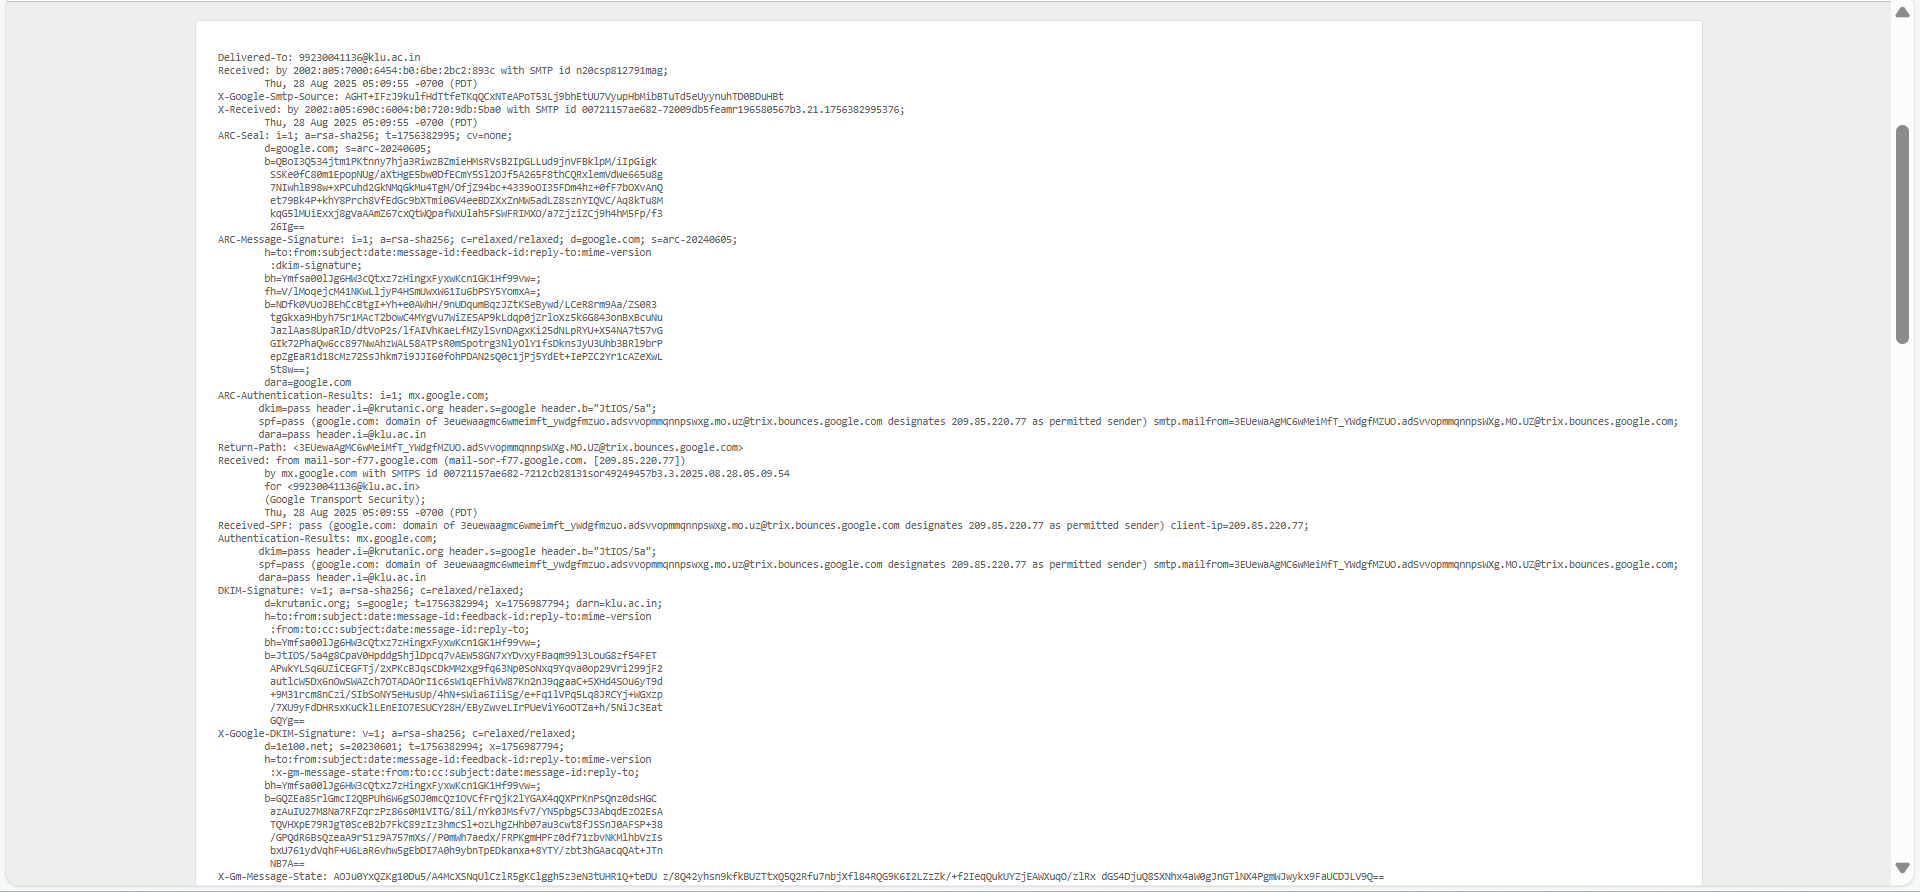 Delivered-To: 99230041136@klu.ac.in
Received: by 2002:a05:7000:6454:b0:6be:2bc2:893c with SMTP id n20csp812791mag;
Thu, 28 Aug 2025 05:09:55 -0700 (PDT)
X-Google-Smtp-Source: AGHT+IFzJ9kulfHdTtfeTKqQCxNTeAPoT53Lj9bhEtUU7VyupHbMibBTuTd5eUyynuhTD0BDuHBt
X-Received: by 2002:a05:690c:6004:b0:720:9db:5ba0 with SMTP id 00721157ae682-72009db5feamr196580567b3.21.1756382995376;
Thu, 28 Aug 2025 05:09:55 -0700 (PDT)
ARC-Seal: i=1; a=rsa-sha256; t=1756382995; cv=none;
d=google.com; s=arc-20240605;
b=QBoI3Q534jtm1PKtnny7hja3RiwzBZmieHMsRVsB2IpGLLud9jnVFBklpM/iIpGigk
SSKe0fC80m1EpopNUg/aXtHgE5bw0DfECmY5Sl2OJf5A265F8thCQRxlemVdWe665u8g
7NIwhlB98w+xPCuhd2GkNMqGkMu4TgM/OfjZ94bc+4339oOI35FDm4hz+0fF7bOXvAnQ
et79Bk4P+khY8Prch8VfEdGc9bXTmi06V4eeBDZXxZnMW5adLZ8sznYIQVC/Aq8kTu8M
kqG5lMUiExxj8gVaAAmZ67cxQtWQpafWxUlah5FSWFRIMXO/a7ZjziZCj9h4hM5Fp/f3
26Ig==
ARC-Message-Signature: i=1; a=rsa-sha256; c=relaxed/relaxed; d=google.com; s=arc-20240605;
h=to:from:subject:date:message-id:feedback-id:reply-to:mime-version
:dkim-signature;
bh=Ymfsa00lJg6HW3cQtxz7zHingxFyxwKcn1GK1Hf99vw=;
fh=V/lMoqejcM41NKwLljyP4HSmUwxW61Iu6bPSY5YomxA=;
b=NDfk0VUoJBEhCcBtgI+Yh+e0AWhH/9nUDqumBqzJZtKSeBywd/LCeR8rm9Aa/ZS0R3
tgGkxa9Hbyh75r1MAcT2bowC4MYgVu7WiZESAP9kLdqp0jZrloXz5k6G843onBxBcuNu
JazlAas8UpaRlD/dtVoP2s/lfAIVhKaeLfMZylSvnDAgxKi25dNLpRYU+X54NA7t57vG
GIk72PhaQw6cc897NwAhzWAL58ATPsR0mSpotrg3NlyOlY1fsDknsJyU3Uhb3BRl9brP
epZgEaR1d18cMz72SsJhkm7i9JJI60fohPDAN2sQ0c1jPj5YdEt+IePZC2Yr1cAZeXwL
5t8w==;
dara=google.com
ARC-Authentication-Results: i=1; mx.google.com;
dkim=pass header.i=@krutanic.org header.s=google header.b="JtIOS/5a";
spf=pass (google.com: domain of 3euewaagmc6wmeimft_ywdgfmzuo.adsvvopmmqnnpswxg.mo.uz@trix.bounces.google.com designates 209.85.220.77 as permitted sender) smtp.mailfrom=3EUewaAgMC6wMeiMfT_YWdgfMZUO.adSvvopmmqnnpsWXg.MO.UZ@trix.bounces.google.com;
dara=pass header.i=@klu.ac.in
Return-Path: <3EUewaAgMC6wMeiMfT_YWdgfMZUO.adSvvopmmqnnpsWXg.MO.UZ@trix.bounces.google.com>
Received: from mail-sor-f77.google.com (mail-sor-f77.google.com. [209.85.220.77])
by mx.google.com with SMTPS id 00721157ae682-7212cb28131sor49249457b3.3.2025.08.28.05.09.54
for <99230041136@klu.ac.in>
(Google Transport Security);
Thu, 28 Aug 2025 05:09:55 -0700 (PDT)
Received-SPF: pass (google.com: domain of 3euewaagmc6wmeimft_ywdgfmzuo.adsvvopmmqnnpswxg.mo.uz@trix.bounces.google.com designates 209.85.220.77 as permitted sender) client-ip=209.85.220.77;
Authentication-Results: mx.google.com;
dkim=pass header.i=@krutanic.org header.s=google header.b="JtIOS/5a";
spf=pass (google.com: domain of 3euewaagmc6wmeimft_ywdgfmzuo.adsvvopmmqnnpswxg.mo.uz@trix.bounces.google.com designates 209.85.220.77 as permitted sender) smtp.mailfrom=3EUewaAgMC6wMeiMfT_YWdgfMZUO.adSvvopmmqnnpsWXg.MO.UZ@trix.bounces.google.com;
dara=pass header.i=@klu.ac.in
DKIM-Signature: v=1; a=rsa-sha256; c=relaxed/relaxed;
d=krutanic.org; s=google; t=1756382994; x=1756987794; darn=klu.ac.in;
h=to:from:subject:date:message-id:feedback-id:reply-to:mime-version
:from:to:cc:subject:date:message-id:reply-to;
bh=Ymfsa00lJg6HW3cQtxz7zHingxFyxwKcn1GK1Hf99vw=;
b=JtIOS/5a4g8CpaV0Hpddg5hjlDpcq7vAEW58GN7xYDvxyFBaqm99l3LouG8zf54FET
APwkYLSq6UZiCEGFTj/2xPKcBJqsCDkMM2xg9fq63Np0SoNxq9Yqva0op29Vri299jF2
autlcW5Dx6nOwSWAZch7OTADAOrI1c6sW1qEFhiVW87Kn2nJ9qgaaC+SXHd4SOu6yT9d
+9M31rcm8nCzi/SIbSoNY5eHusUp/4hN+sWia6IiiSg/e+Fq1lVPq5Lq8JRCYj+WGxzp
/7XU9yFdDHRsxKuCklLEnEIO7ESUCY28H/EByZwveLIrPUeViY6oOTZa+h/5NiJc3Eat
GQYg==
X-Google-DKIM-Signature: v=1; a=rsa-sha256; c=relaxed/relaxed;
d=1e100.net; s=20230601; t=1756382994; x=1756987794;
h=to:from:subject:date:message-id:feedback-id:reply-to:mime-version
:x-gm-message-state:from:to:cc:subject:date:message-id:reply-to;
bh=Ymfsa00lJg6HW3cQtxz7zHingxFyxwKcn1GK1Hf99vw=;
b=GQZEa85rlGmcI2QBPUh6W6gSOJ0mcQz1OVCfFrQjK2lYGAX4qQXPrKnPsQnz0dsHGC
azAuIU27M8Na7RFZqrzPz86s0M1VITG/8il/nYk0JMsfv7/YN5pbg5CJ3AbqdEzO2EsA
TQVHXpE79RJgT0SceB2b7FkC89zIz3hmcSl+ozLhgZHhb07au3cwt8fJSSnJ0AFSP+38
/GPQdR6BsQzeaA9r51z9A757mXs//P0mWh7aedx/FRPKgmHPFz0df71zbvNKMlhbVzIs
bxU761ydVqhF+U6LaR6vhw5gEbDI7A0h9ybnTpEDkanxa+8YTY/zbt3hGAacqQAt+JTn
NB7A==
X-Gm-Message-State: AOJu0YxQZKg10Du5/A4McXSNqUlCzlR5gKClggh5z3eN3tUHR1Q+teDU z/8Q42yhsn9kfkBUZTtxQ5Q2Rfu7nbjXfl84RQG9K6I2LZzZk/+f2IeqQukUYZjEAWXuqO/zlRx dGS4DjuQ8SXNhx4aW0gJnGTlNX4PgmWJwykx9FaUCDJLV9Q==